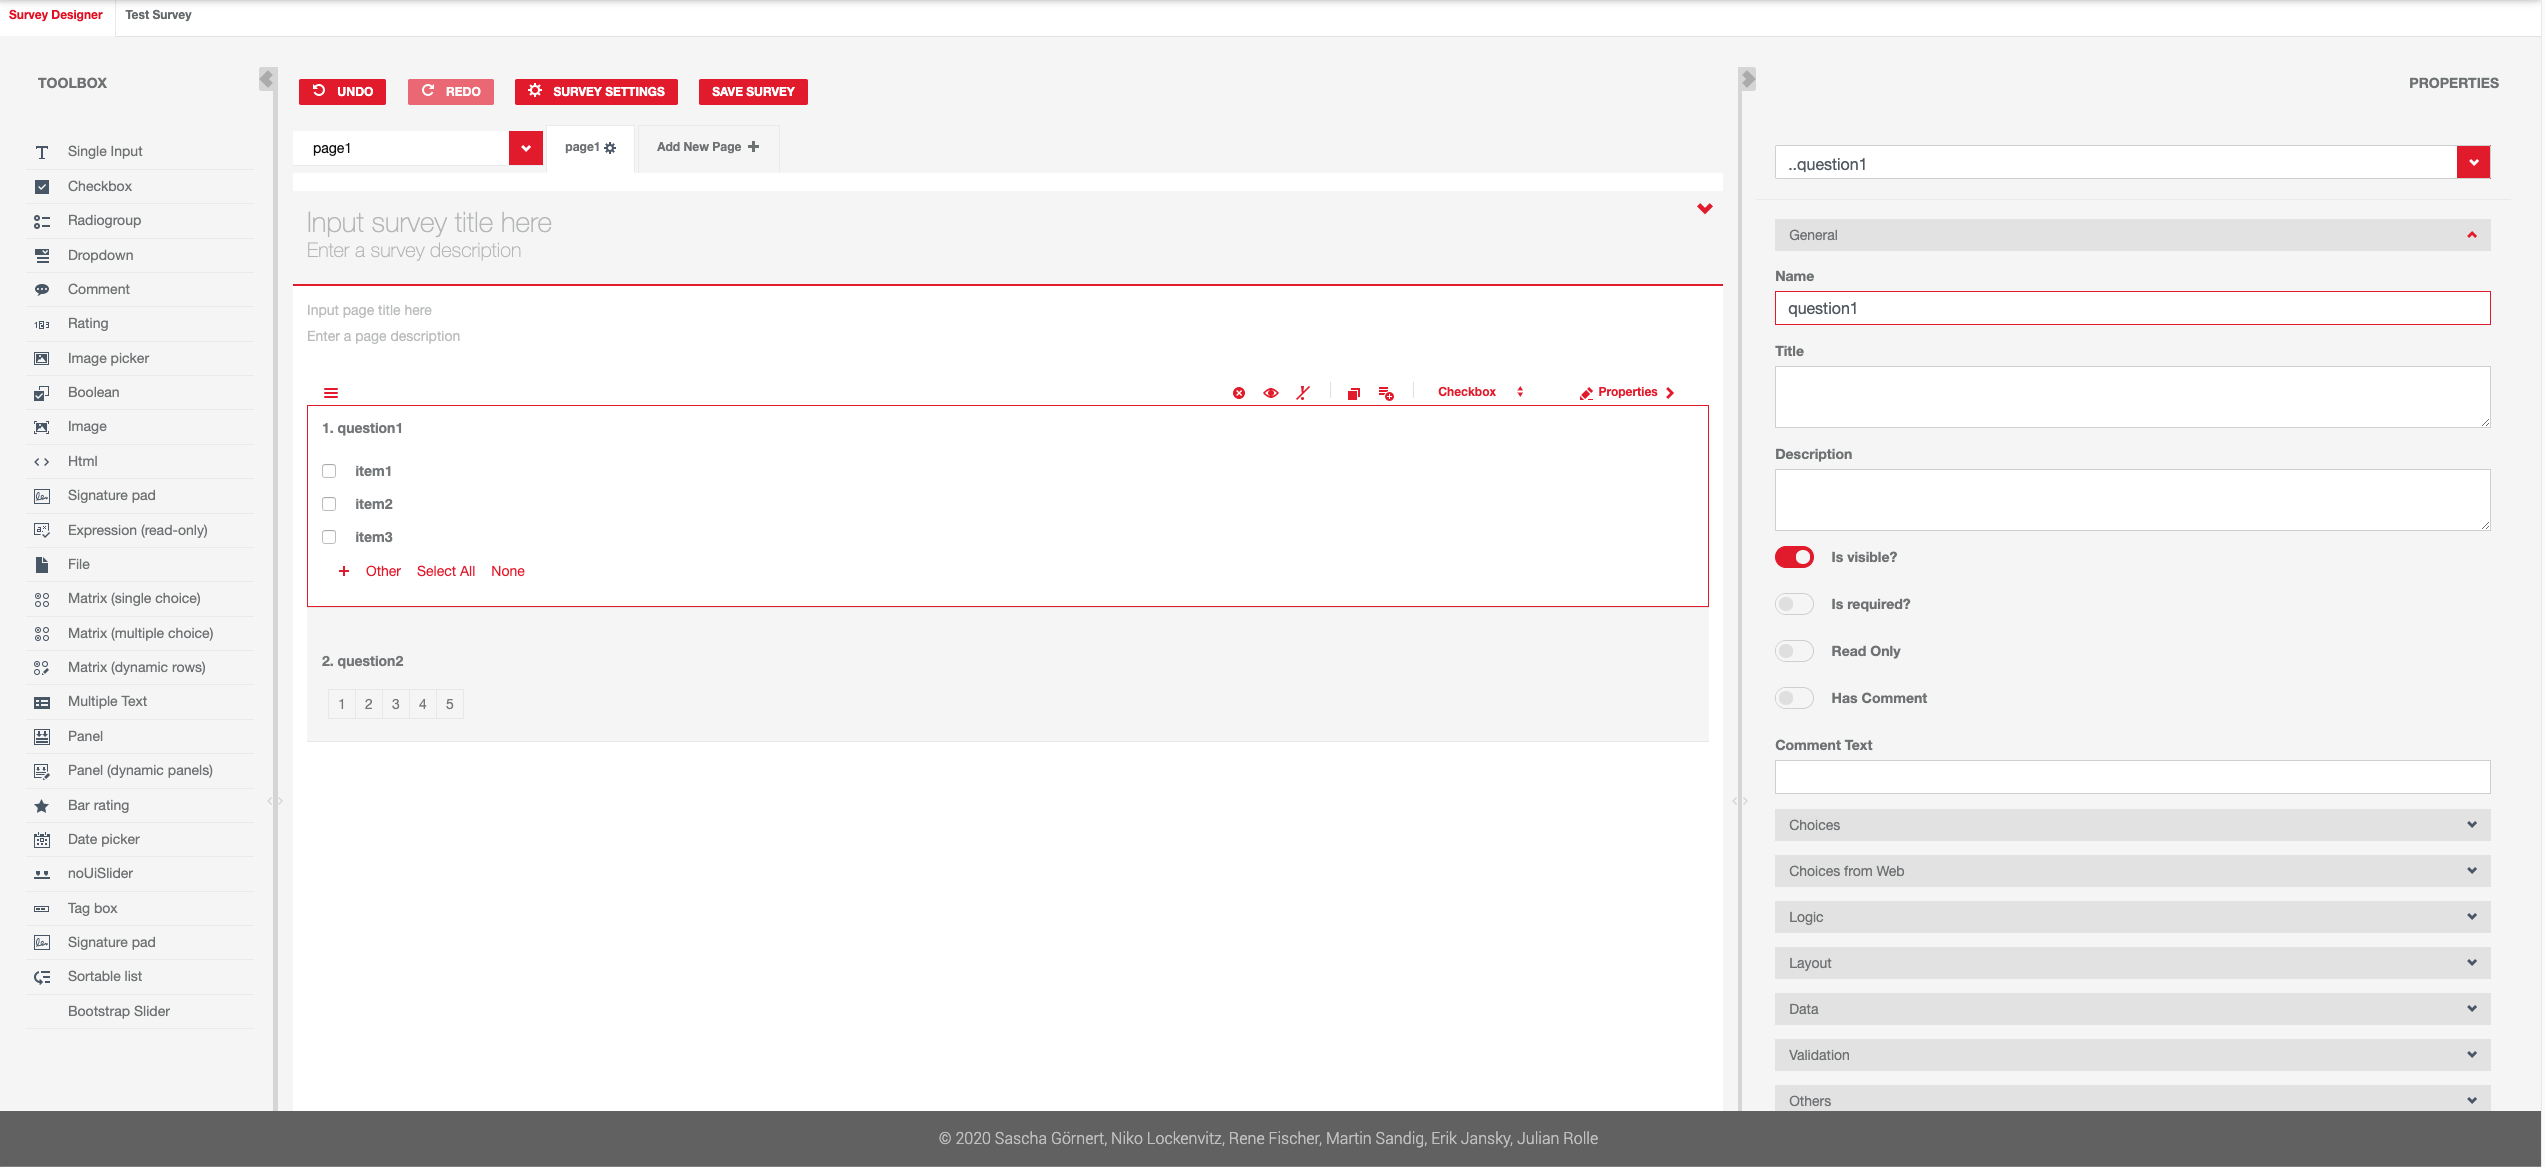 Survey Designer
Test Survey
TOOLBOX
Single Input
Checkbox
Radiogroup
Dropdown
Comment
Rating
Image picker
Boolean
Image
Html
Signature pad
Expression (read-only)
File
Matrix (single choice)
Matrix (multiple choice)
Matrix (dynamic rows)
Multiple Text
Panel
Panel (dynamic panels)
Bar rating
Date picker
noUiSlider
Tag box
Signature pad
Sortable list
Bootstrap Slider
UNDO
REDO
SURVEY SETTINGS
SAVE SURVEY
page1
page1
Add New Page
Input survey title here
Enter a survey description
Input page title here
Enter a page description
Checkbox
Properties
1. question1
item1
item2
item3
Other Select All None
2. question2
1 2 3 4 5
PROPERTIES
..question1
General
Name
question1
Title
Description
Is visible?
Is required?
Read Only
Has Comment
Comment Text
Choices
Choices from Web
Logic
Layout
Data
Validation
Others
© 2020 Sascha Görnert, Niko Lockenvitz, Rene Fischer, Martin Sandig, Erik Jansky, Julian Rolle